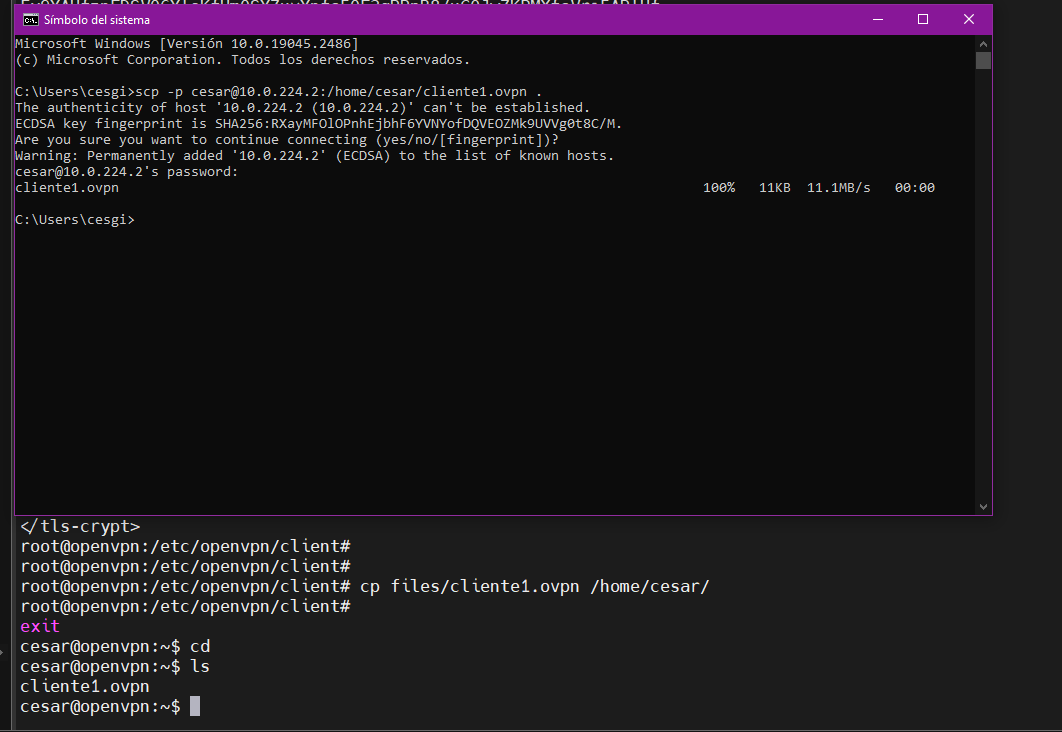 Símbolo del sistema
Microsoft Windows [Versión 10.0.19045.2486]
(c) Microsoft Corporation. Todos los derechos reservados.
C:\Users\cesgi>scp -p cesar@10.0.224.2:/home/cesar/cliente1.ovpn .
The authenticity of host '10.0.224.2 (10.0.224.2)' can't be established.
ECDSA key fingerprint is SHA256:RXayMFOlOPnhEjbhF6YVNYofDQVEOZMk9UVVg0t8C/M.
Are you sure you want to continue connecting (yes/no/[fingerprint])?
Warning: Permanently added '10.0.224.2' (ECDSA) to the list of known hosts.
cesar@10.0.224.2's password:
cliente1.ovpn 100% 11KB 11.1MB/s 00:00
C:\Users\cesgi>
</tls-crypt>
root@openvpn:/etc/openvpn/client#
root@openvpn:/etc/openvpn/client#
root@openvpn:/etc/openvpn/client# cp files/cliente1.ovpn /home/cesar/
root@openvpn:/etc/openvpn/client#
exit
cesar@openvpn:~$ cd
cesar@openvpn:~$ ls
cliente1.ovpn
cesar@openvpn:~$